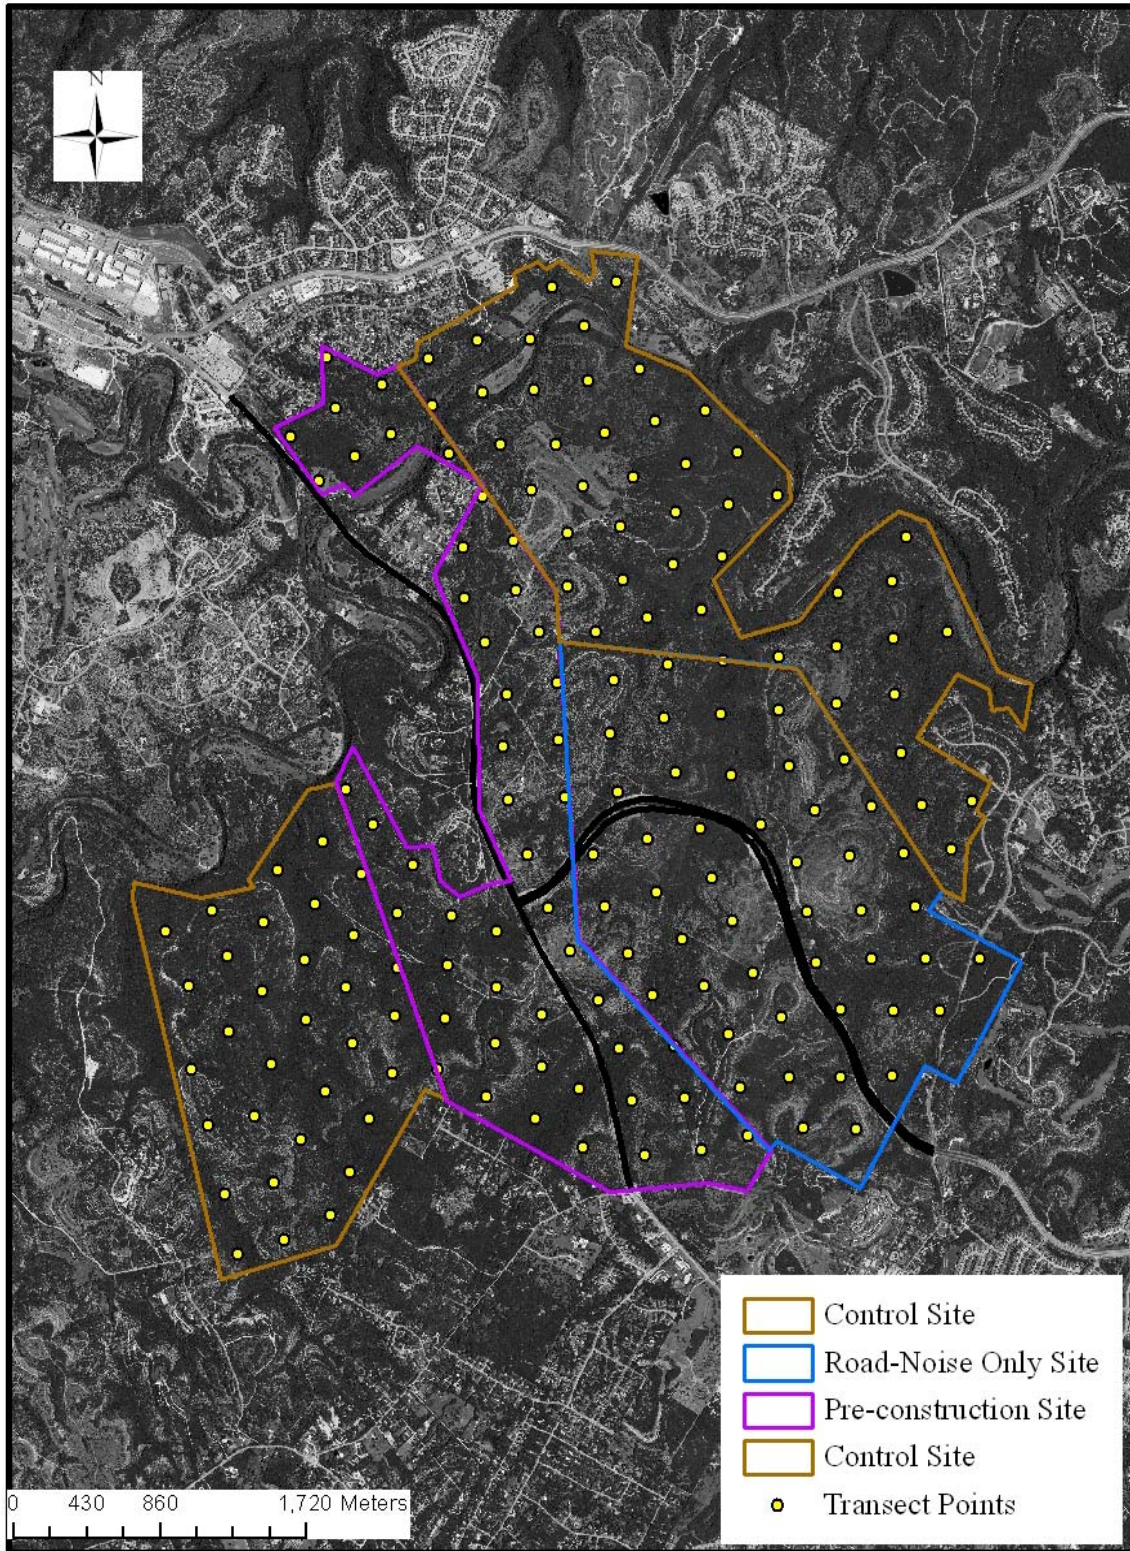 N
Control Site
Road-Noise Only Site
Pre-construction Site
Control Site
Transect Points
0 430 860 1,720 Meters